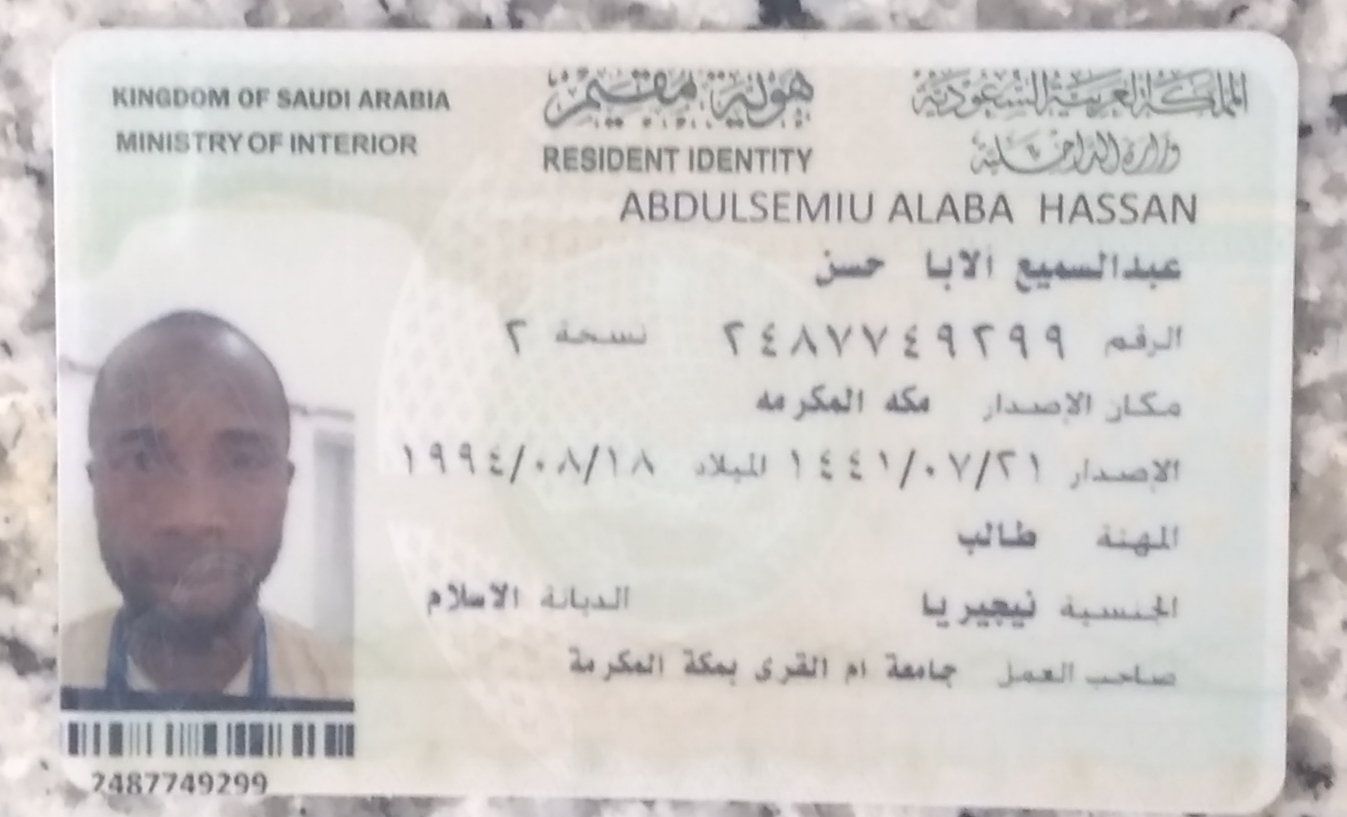 KINGDOM OF SAUDI ARABIA
MINISTRY OF INTERIOR
هوية مقيم
RESIDENT IDENTITY
المملكة العربية السعودية
وزارة الداخلية
ABDULSEMIU ALABA HASSAN
عبدالسميع الابا حسن
الرقم ٢٤٨٧٧٤٩٢٩٩ نسخة ٢
مكان الإصدار مكه المكرمه
الإصدار ١٤٤١/٠٧/٢١ الميلاد ١٩٩٤/٠٨/١٨
المهنة طالب
الجنسية نيجيريا الديانة الاسلام
صاحب العمل جامعة ام القرى بمكة المكرمة
2487749299